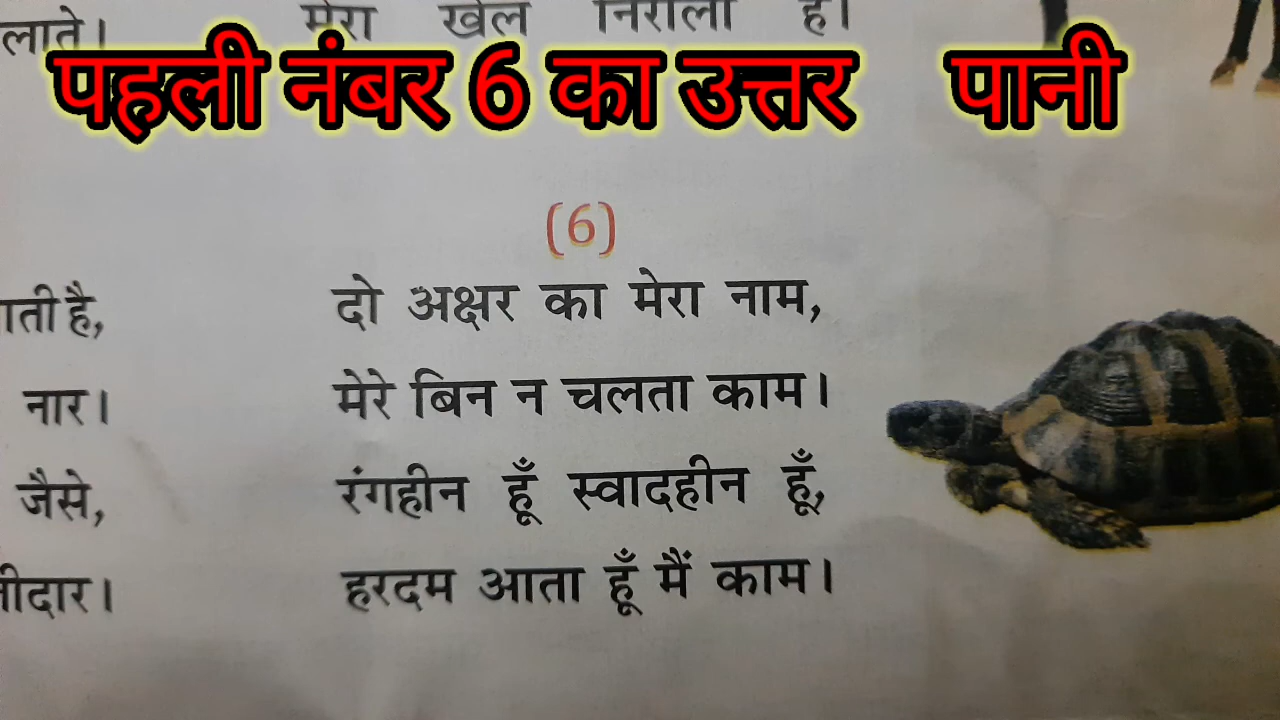 मेरा खेल निराला है।
लाते।
पहली नंबर 6 का उत्तर पानी
(6)
दो अक्षर का मेरा नाम,
है,
मेरे बिन न चलता काम।
नार।
रंगहीन हूँ स्वादहीन हूँ,
जैसे,
हरदम आता हूँ मैं काम।